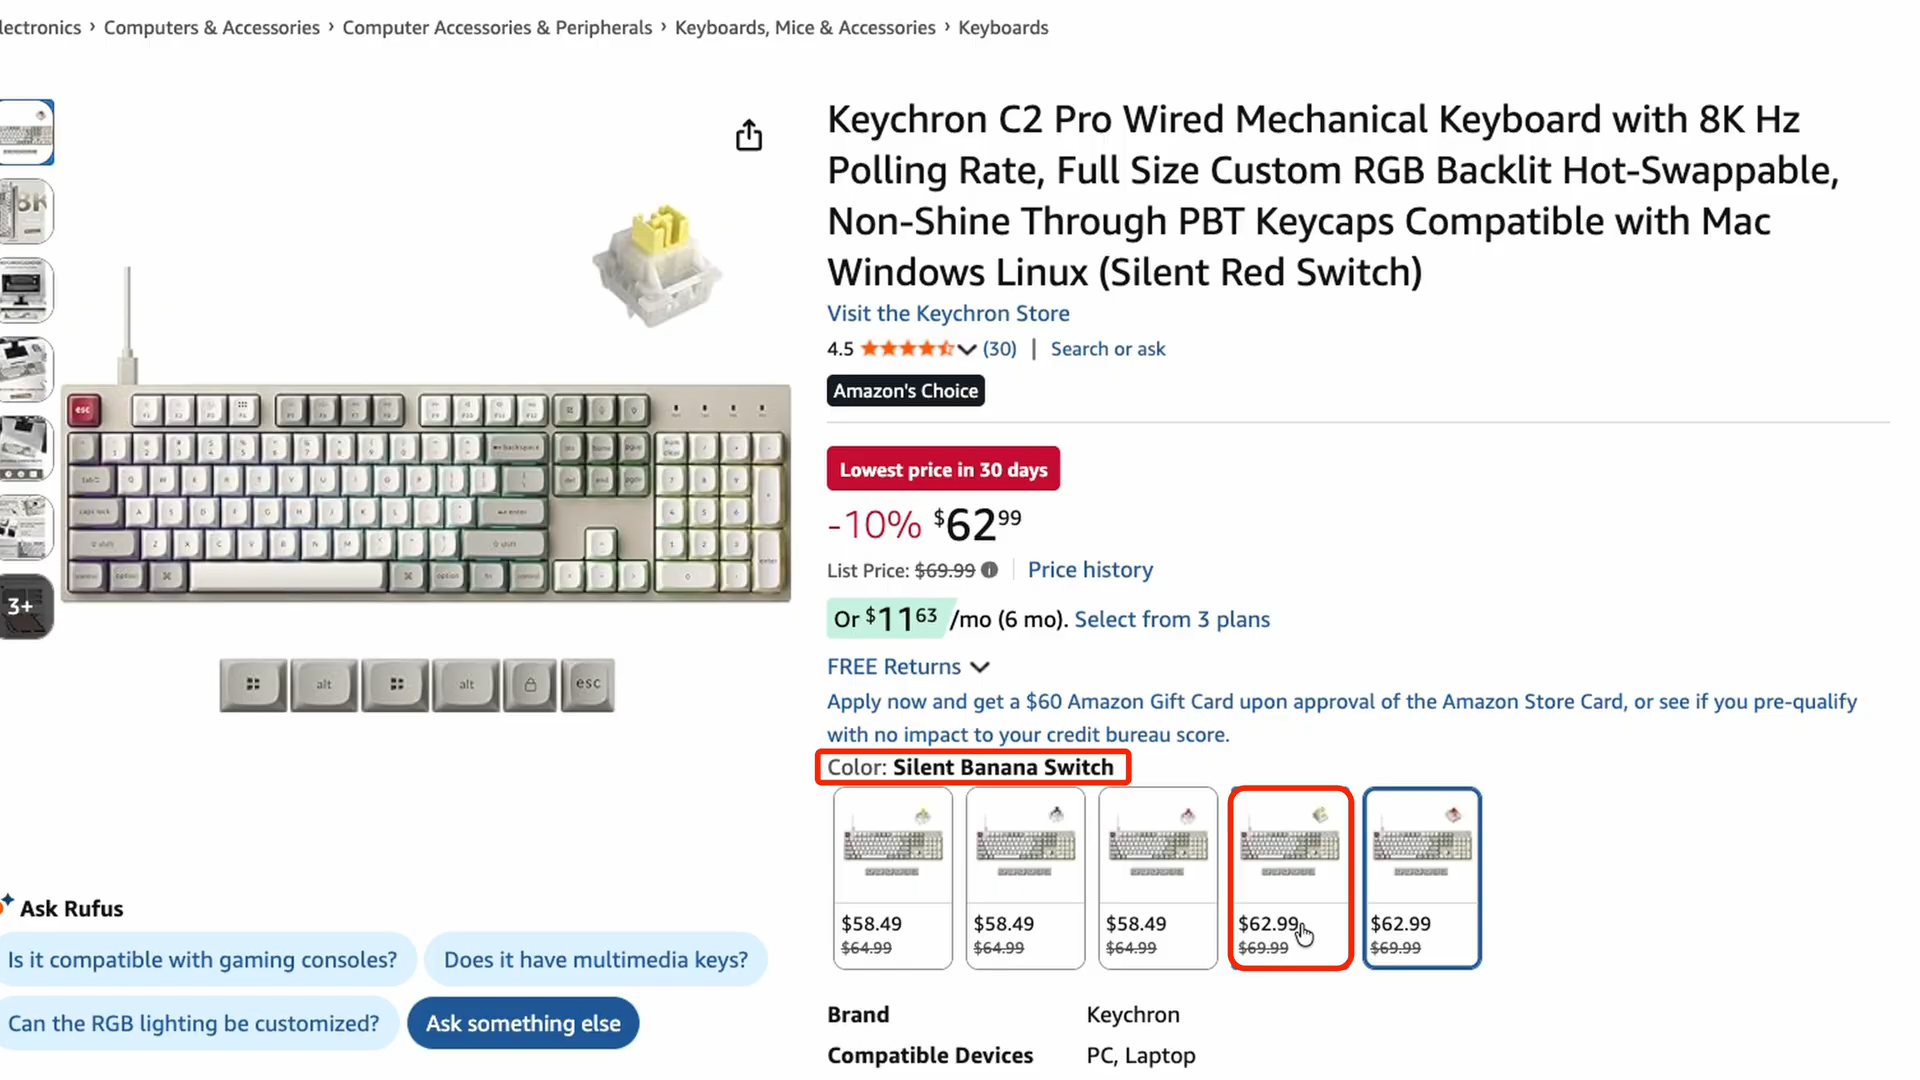 lectronics › Computers & Accessories › Computer Accessories & Peripherals › Keyboards, Mice & Accessories › Keyboards
Keychron C2 Pro Wired Mechanical Keyboard with 8K Hz
Polling Rate, Full Size Custom RGB Backlit Hot-Swappable,
Non-Shine Through PBT Keycaps Compatible with Mac
Windows Linux (Silent Red Switch)
Visit the Keychron Store
4.5 (30) | Search or ask
Amazon's Choice
Lowest price in 30 days
-10% $62 99
List Price: $69.99 Price history
Or $11 63 /mo (6 mo). Select from 3 plans
FREE Returns
Apply now and get a $60 Amazon Gift Card upon approval of the Amazon Store Card, or see if you pre-qualify
with no impact to your credit bureau score.
Color: Silent Banana Switch
$58.49 $58.49 $58.49 $62.99 $62.99
$64.99 $64.99 $64.99 $69.99 $69.99
Brand Keychron
Compatible Devices PC, Laptop
8K
3+
esc
alt alt esc
Ask Rufus
Is it compatible with gaming consoles? Does it have multimedia keys?
Can the RGB lighting be customized? Ask something else